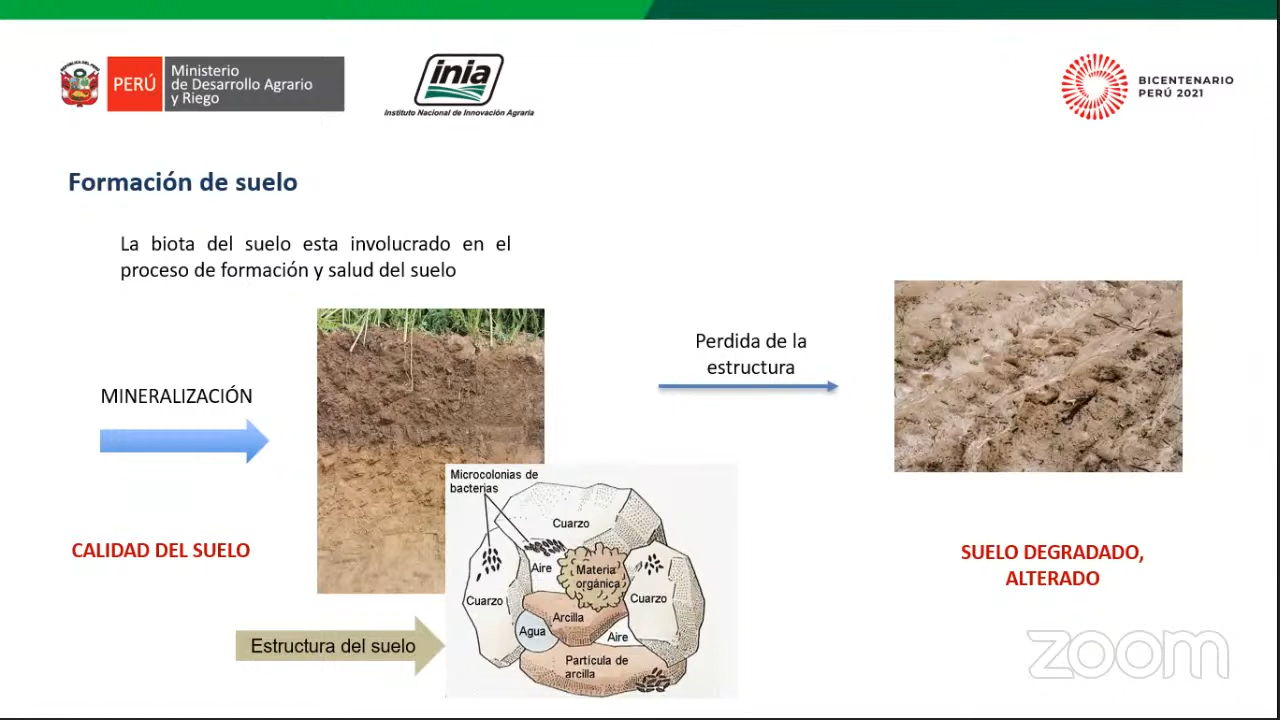 PERÚ
Ministerio
de Desarrollo Agrario
y Riego
inia
Instituto Nacional de Innovación Agraria
BICENTENARIO
PERÚ 2021
Formación de suelo
La biota del suelo esta involucrado en el
proceso de formación y salud del suelo
MINERALIZACIÓN
Perdida de la
estructura
CALIDAD DEL SUELO
Estructura del suelo
Microcolonias de
bacterias
Cuarzo
Aire
Materia
orgánica
Cuarzo
Cuarzo
Arcilla
Agua
Aire
Partícula de
arcilla
SUELO DEGRADADO,
ALTERADO
zoom